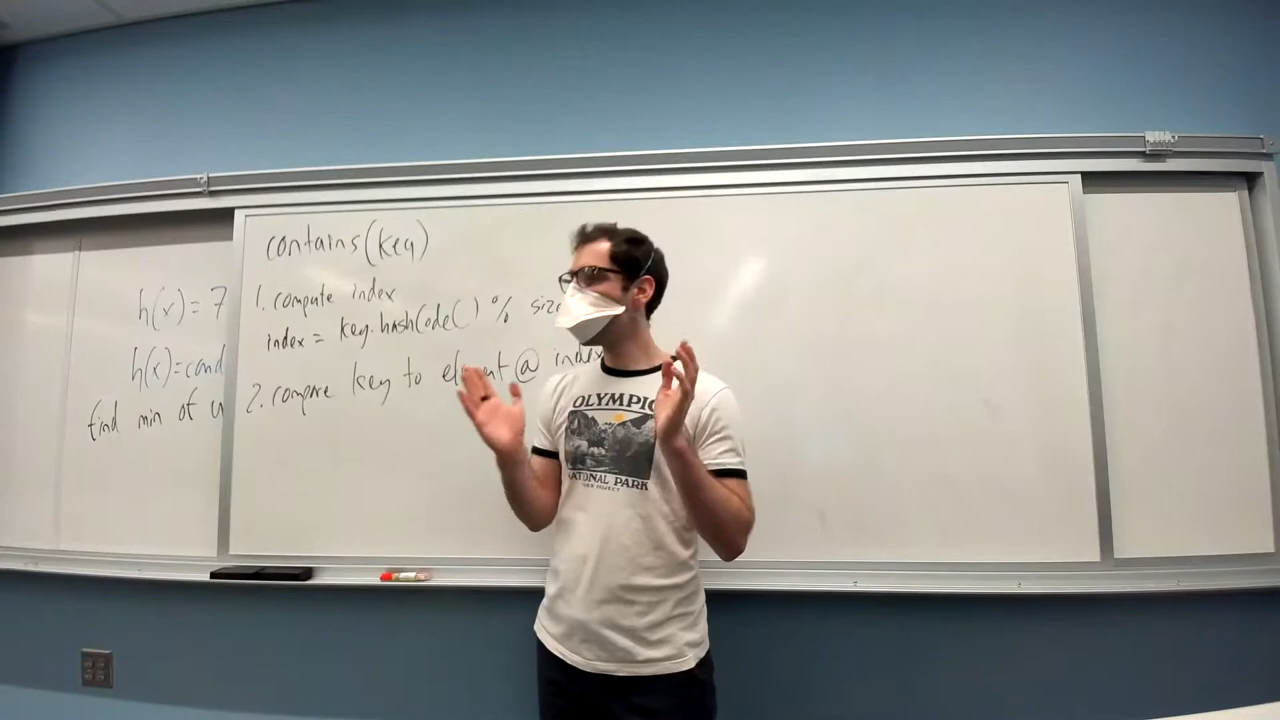 h(x) = 7
h(x) = cand
find min of u
contains(key)
1. compute index
index = key.hashCode() % size
2. compare key to element @ index
OLYMPIC
NATIONAL PARK